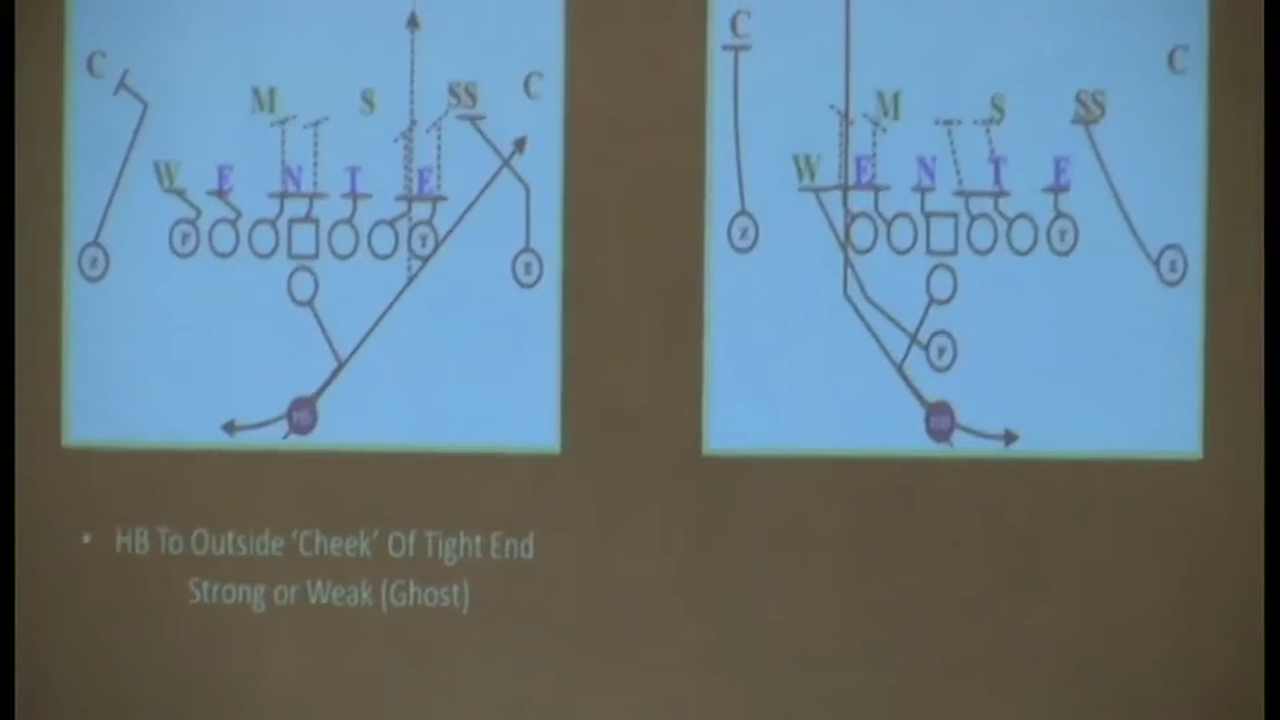 C
C
M
S
SS
C
C
M
S
SS
W
E
N
T
E
W
E
N
T
E
F
Y
Z
Y
F
• HB To Outside 'Cheek' Of Tight End
Strong or Weak (Ghost)